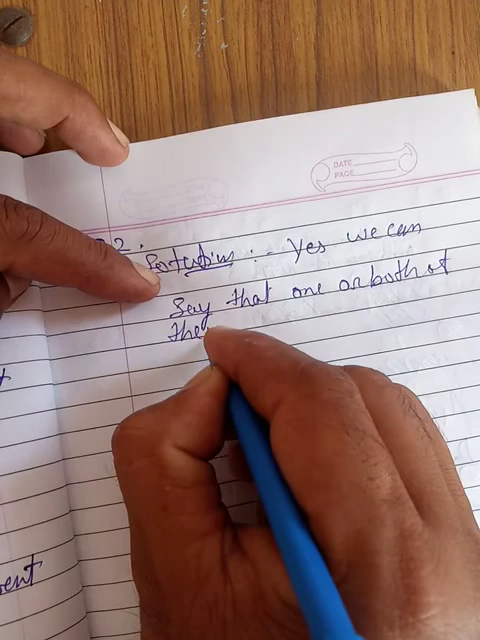 DATE
PAGE
Q 2.
:- Yes we can
Say that one or both of
the